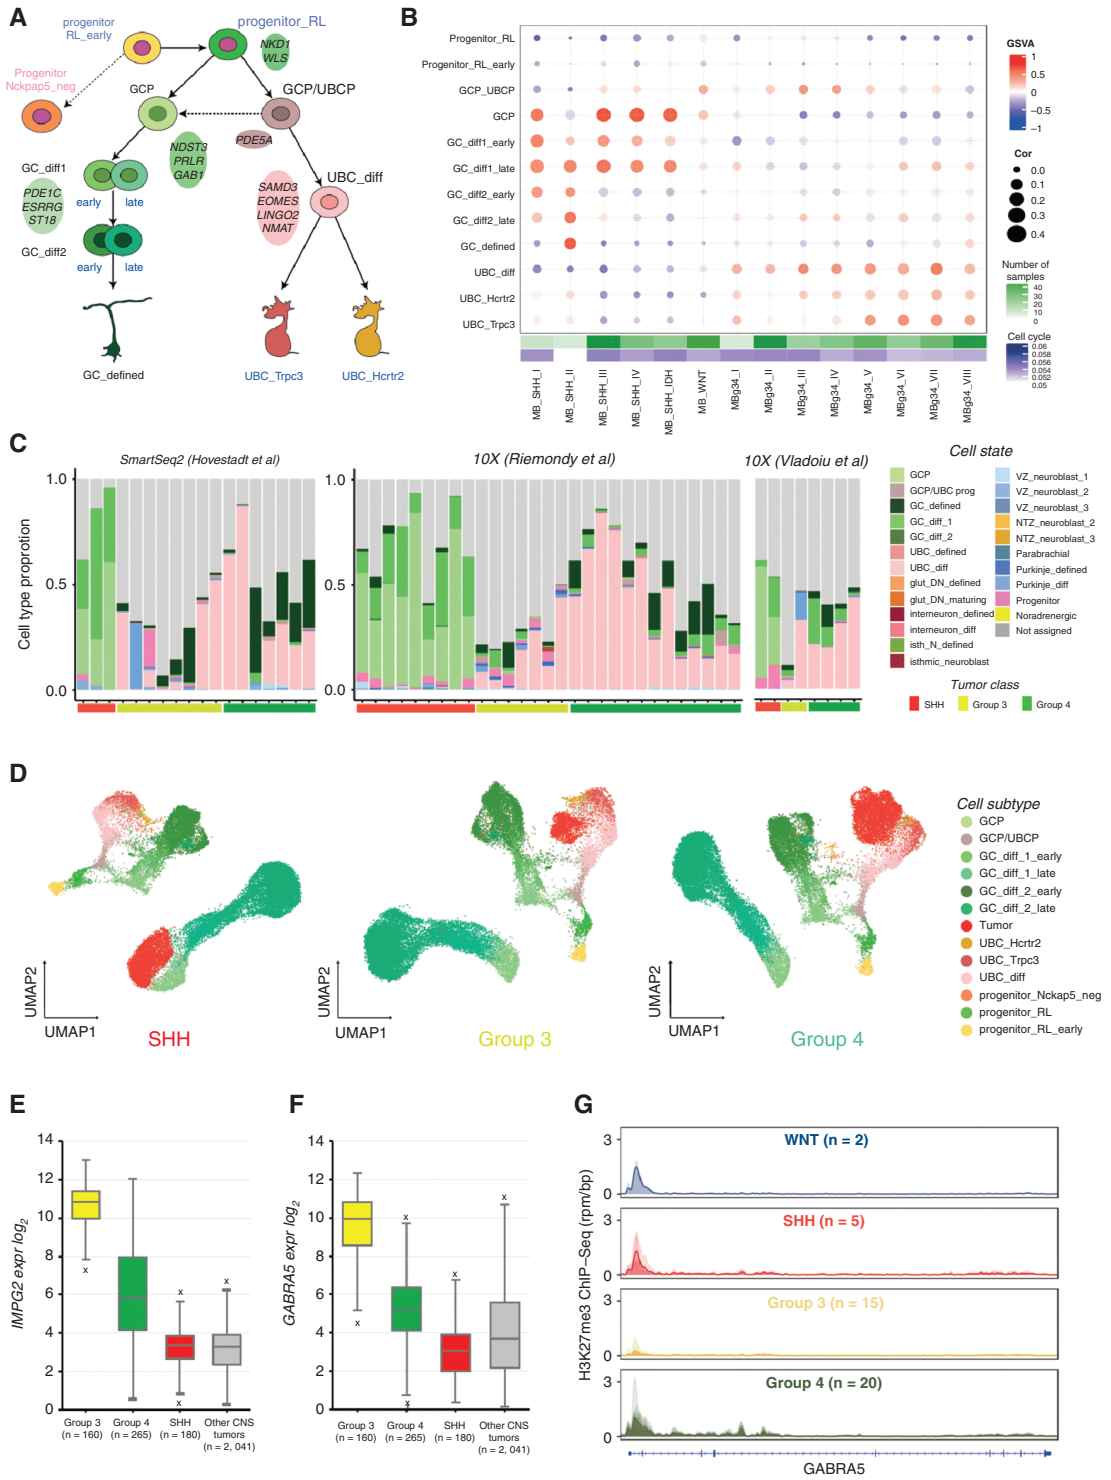 A
progenitor
RL_early
progenitor_RL
NKD1
WLS
Progenitor
Nckpap5_neg
GCP
GCP/UBCP
NDST3
PRLR
GAB1
PDE5A
GC_diff1
early
late
PDE1C
ESRRG
ST18
GC_diff2
early
late
SAMD3
EOMES
LINGO2
NMAT
UBC_diff
GC_defined
UBC_Trpc3
UBC_Hcrtr2
B
Progenitor_RL
Progenitor_RL_early
GCP_UBCP
GCP
GC_diff1_early
GC_diff1_late
GC_diff2_early
GC_diff2_late
GC_defined
UBC_diff
UBC_Hcrtr2
UBC_Trpc3
MB_SHH_I
MB_SHH_II
MB_SHH_III
MB_SHH_IV
MB_SHH_IDH
MB_WNT
MBg34_I
MBg34_II
MBg34_III
MBg34_IV
MBg34_V
MBg34_VI
MBg34_VII
MBg34_VIII
GSVA
1
0.5
0
−0.5
−1
Cor
0.0
0.1
0.2
0.3
0.4
Number of
samples
40
30
20
10
0
Cell cycle
0.06
0.058
0.056
0.054
0.052
0.05
C
SmartSeq2 (Hovestadt et al)
10X (Riemondy et al)
10X (Vladoiu et al)
Cell type proprotion
1.0
0.5
0.0
1.0
0.5
0.0
Cell state
GCP
GCP/UBC prog
GC_defined
GC_diff_1
GC_diff_2
UBC_defined
UBC_diff
glut_DN_defined
glut_DN_maturing
interneuron_defined
interneuron_diff
isth_N_defined
isthmic_neuroblast
VZ_neuroblast_1
VZ_neuroblast_2
VZ_neuroblast_3
NTZ_neuroblast_2
NTZ_neuroblast_3
Parabrachial
Purkinje_defined
Purkinje_diff
Progenitor
Noradrenergic
Not assigned
Tumor class
SHH
Group 3
Group 4
D
UMAP2
UMAP1
SHH
UMAP2
UMAP1
Group 3
UMAP2
UMAP1
Group 4
Cell subtype
GCP
GCP/UBCP
GC_diff_1_early
GC_diff_1_late
GC_diff_2_early
GC_diff_2_late
Tumor
UBC_Hcrtr2
UBC_Trpc3
UBC_diff
progenitor_Nckap5_neg
progenitor_RL
progenitor_RL_early
E
IMPG2 expr log2
14
12
10
8
6
4
2
0
x
x
x
x
Group 3
(n = 160)
Group 4
(n = 265)
SHH
(n = 180)
Other CNS
tumors
(n = 2, 041)
F
GABRA5 expr log2
14
12
10
8
6
4
2
0
x
x
x
x
x
Group 3
(n = 160)
Group 4
(n = 265)
SHH
(n = 180)
Other CNS
tumors
(n = 2, 041)
G
H3K27me3 ChIP−Seq (rpm/bp)
WNT (n = 2)
3
0
SHH (n = 5)
3
0
Group 3 (n = 15)
3
0
Group 4 (n = 20)
3
0
GABRA5